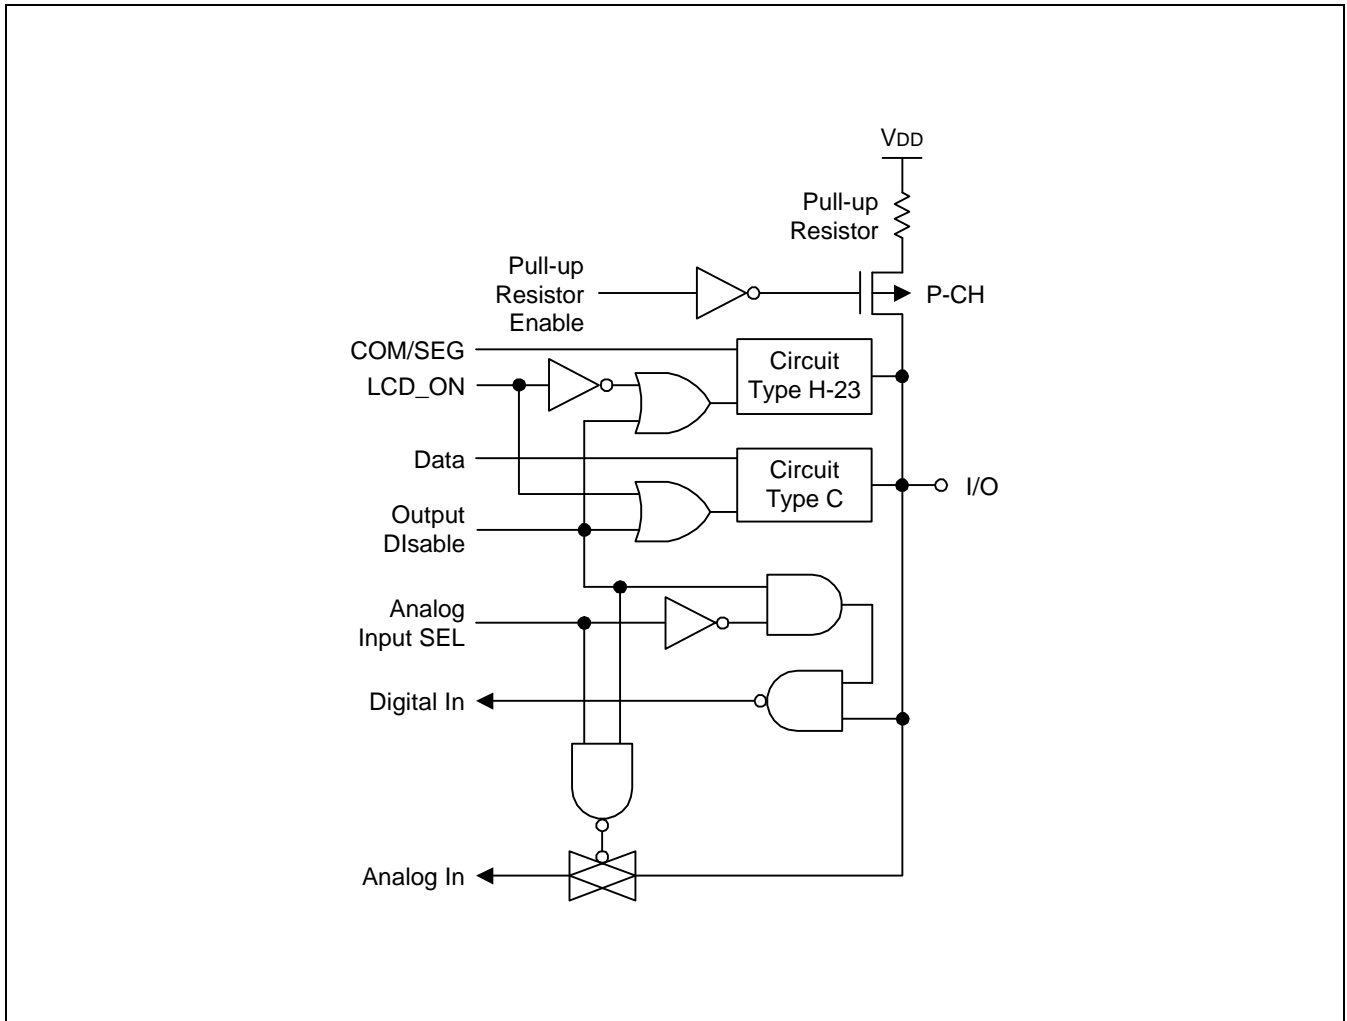 VDD
Pull-up
Resistor
Pull-up
Resistor
Enable
P-CH
COM/SEG
LCD_ON
Circuit
Type H-23
Data
Circuit
Type C
I/O
Output
DIsable
Analog
Input SEL
Digital In
Analog In